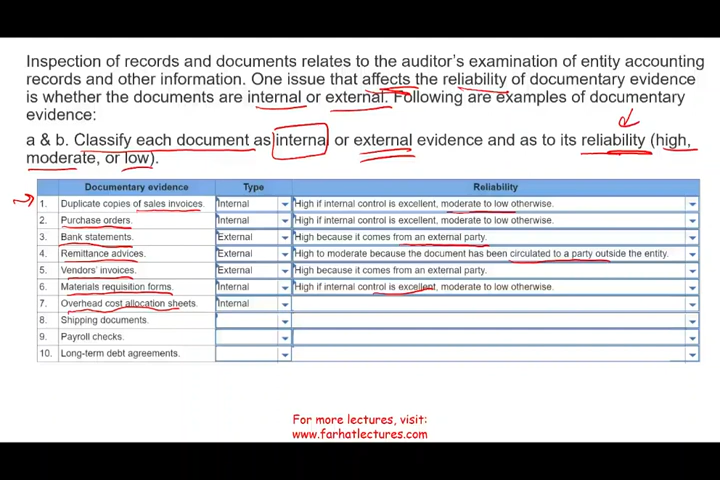 Inspection of records and documents relates to the auditor's examination of entity accounting
records and other information. One issue that affects the reliability of documentary evidence
is whether the documents are internal or external. Following are examples of documentary
evidence:
a & b. Classify each document as internal or external evidence and as to its reliability (high,
moderate, or low).
Documentary evidence Type Reliability
1. Duplicate copies of sales invoices. Internal High if internal control is excellent, moderate to low otherwise.
2. Purchase orders. Internal High if internal control is excellent, moderate to low otherwise.
3. Bank statements. External High because it comes from an external party.
4. Remittance advices. External High to moderate because the document has been circulated to a party outside the entity.
5. Vendors' invoices. External High because it comes from an external party.
6. Materials requisition forms. Internal High if internal control is excellent, moderate to low otherwise.
7. Overhead cost allocation sheets. Internal
8. Shipping documents.
9. Payroll checks.
10. Long-term debt agreements.
For more lectures, visit:
www.farhatlectures.com